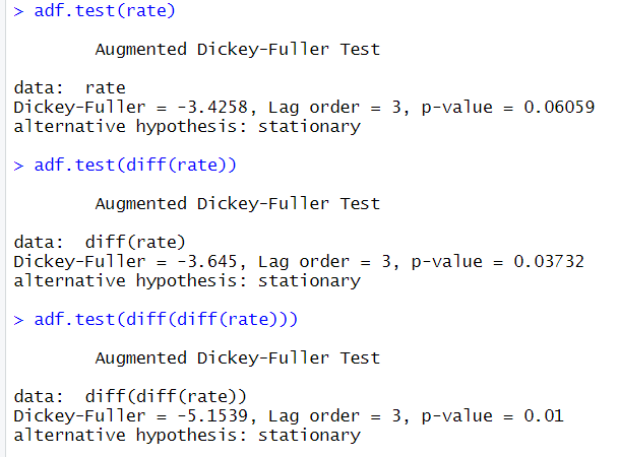 > adf.test(rate)
Augmented Dickey-Fuller Test
data:  rate
Dickey-Fuller = -3.4258, Lag order = 3, p-value = 0.06059
alternative hypothesis: stationary
> adf.test(diff(rate))
Augmented Dickey-Fuller Test
data:  diff(rate)
Dickey-Fuller = -3.645, Lag order = 3, p-value = 0.03732
alternative hypothesis: stationary
> adf.test(diff(diff(rate)))
Augmented Dickey-Fuller Test
data:  diff(diff(rate))
Dickey-Fuller = -5.1539, Lag order = 3, p-value = 0.01
alternative hypothesis: stationary